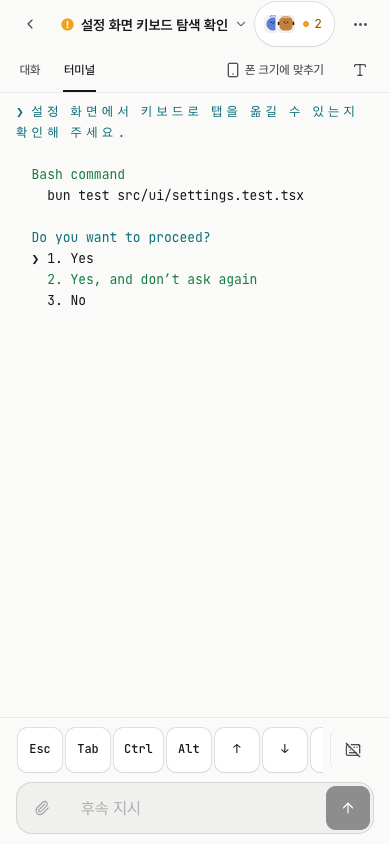 설정 화면 키보드 탐색 확인
2
대화
터미널
폰 크기에 맞추기
❯ 설정 화면에서 키보드로 탭을 옮길 수 있는지
확인해 주세요.
Bash command
bun test src/ui/settings.test.tsx
Do you want to proceed?
❯ 1. Yes
2. Yes, and don’t ask again
3. No
Esc Tab Ctrl Alt ↑ ↓
후속 지시